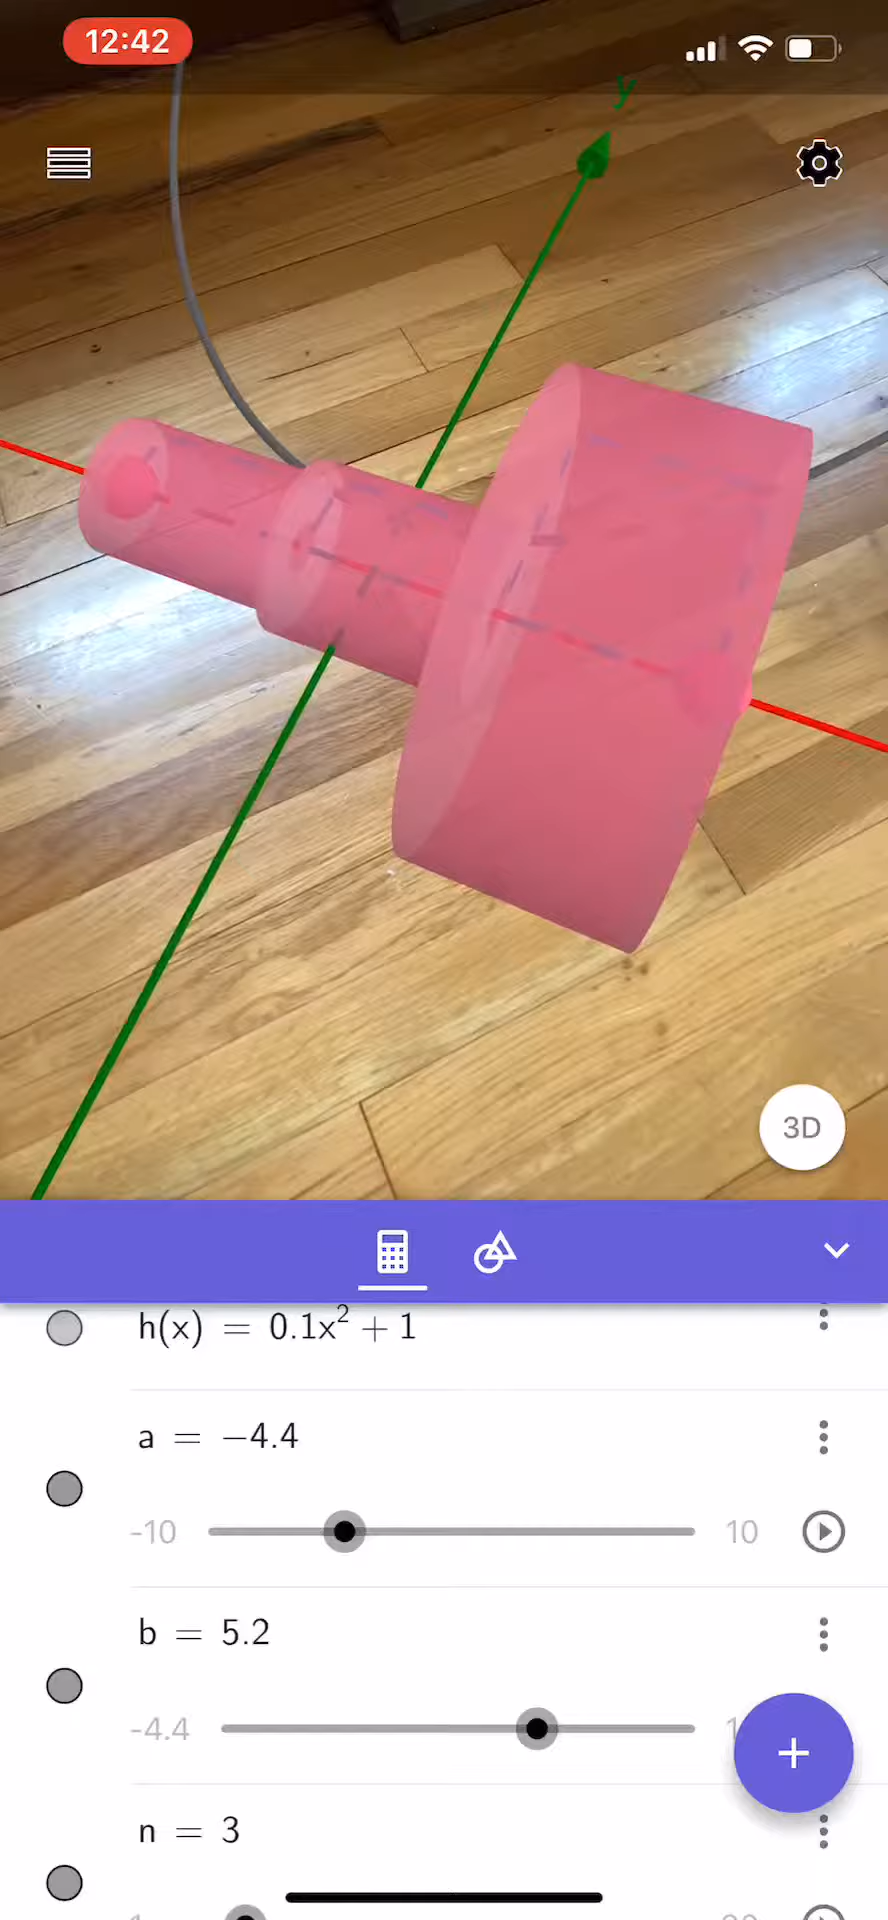 12:42
y
3D
h(x) = 0.1x² + 1
a = −4.4
-10
10
b = 5.2
-4.4
n = 3